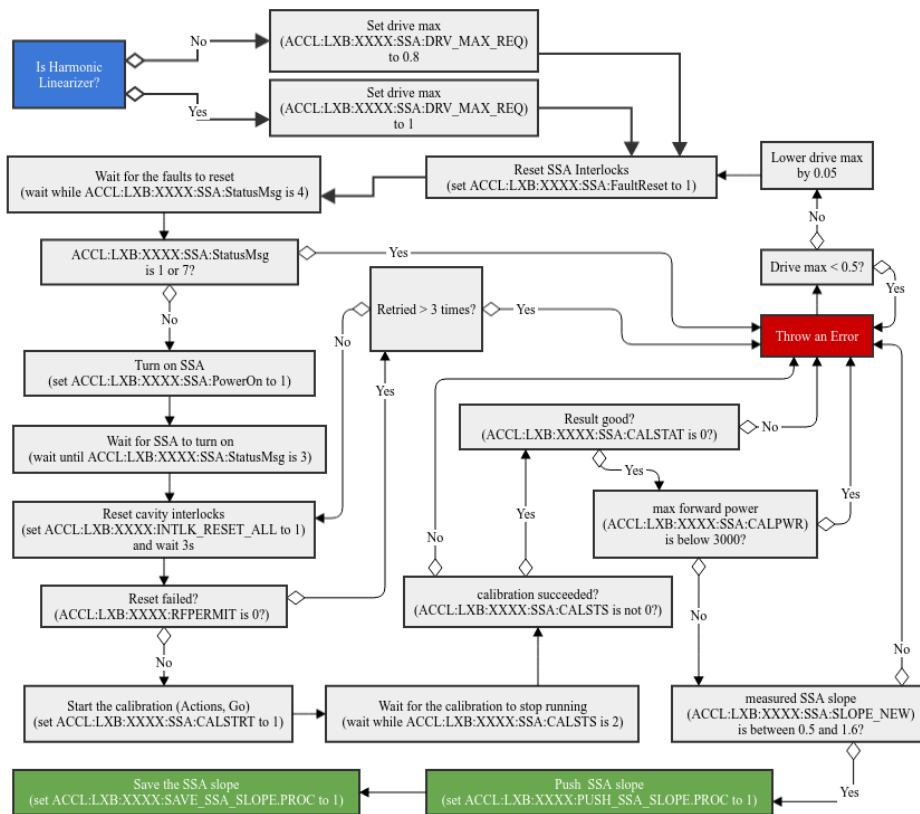 Is Harmonic
Linearizer?
No
Yes
Set drive max
(ACCL:LXB:XXXX:SSA:DRV_MAX_REQ)
to 0.8
Set drive max
(ACCL:LXB:XXXX:SSA:DRV_MAX_REQ)
to 1
Wait for the faults to reset
(wait while ACCL:LXB:XXXX:SSA:StatusMsg is 4)
Reset SSA Interlocks
(set ACCL:LXB:XXXX:SSA:FaultReset to 1)
Lower drive max
by 0.05
No
ACCL:LXB:XXXX:SSA:StatusMsg
is 1 or 7?
Yes
No
Retried > 3 times?
Yes
No
Yes
Drive max < 0.5?
Yes
Throw an Error
Turn on SSA
(set ACCL:LXB:XXXX:SSA:PowerOn to 1)
Wait for SSA to turn on
(wait until ACCL:LXB:XXXX:SSA:StatusMsg is 3)
Result good?
(ACCL:LXB:XXXX:SSA:CALSTAT is 0?)
No
Yes
Reset cavity interlocks
(set ACCL:LXB:XXXX:INTLK_RESET_ALL to 1)
and wait 3s
max forward power
(ACCL:LXB:XXXX:SSA:CALPWR)
is below 3000?
Yes
No
Reset failed?
(ACCL:LXB:XXXX:RFPERMIT is 0?)
No
calibration succeeded?
(ACCL:LXB:XXXX:SSA:CALSTS is not 0?)
No
Yes
Start the calibration (Actions, Go)
(set ACCL:LXB:XXXX:SSA:CALSTRT to 1)
Wait for the calibration to stop running
(wait while ACCL:LXB:XXXX:SSA:CALSTS is 2)
measured SSA slope
(ACCL:LXB:XXXX:SSA:SLOPE_NEW)
is between 0.5 and 1.6?
No
Yes
Save the SSA slope
(set ACCL:LXB:XXXX:SAVE_SSA_SLOPE.PROC to 1)
Push  SSA slope
(set ACCL:LXB:XXXX:PUSH_SSA_SLOPE.PROC to 1)